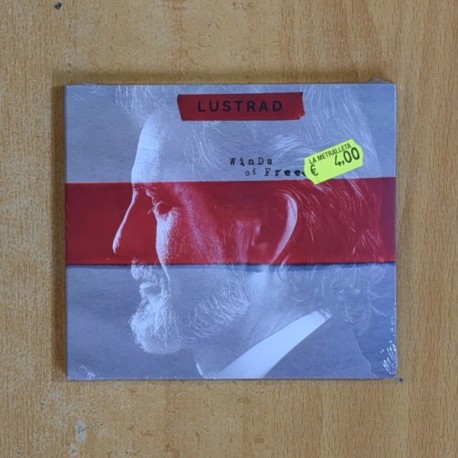 LUSTRAD
WinDs
of Free
LA METRALLETA
€ 4,00